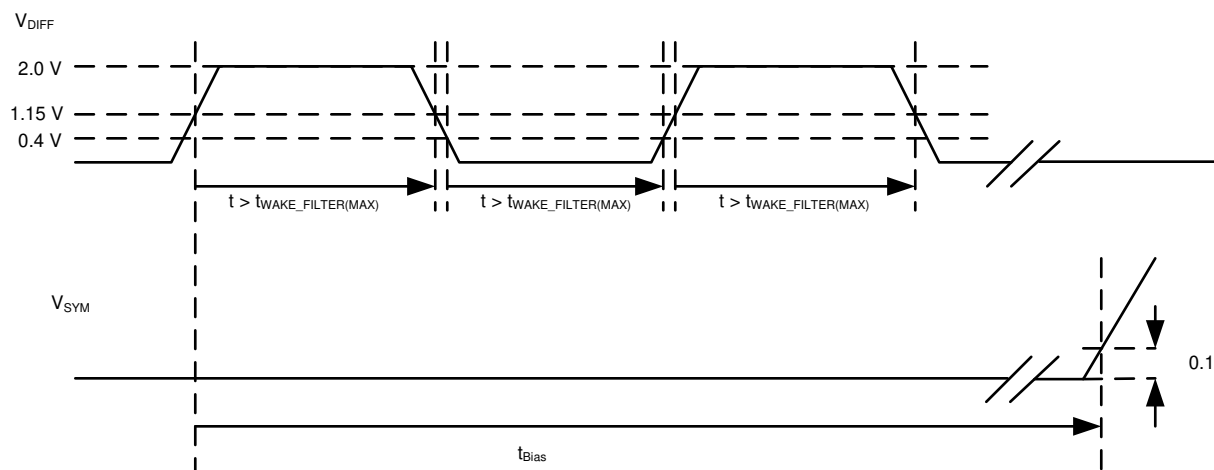 VDIFF
2.0 V
1.15 V
0.4 V
t > tWAKE_FILTER(MAX) t > tWAKE_FILTER(MAX) t > tWAKE_FILTER(MAX)
VSYM
0.1
tBias